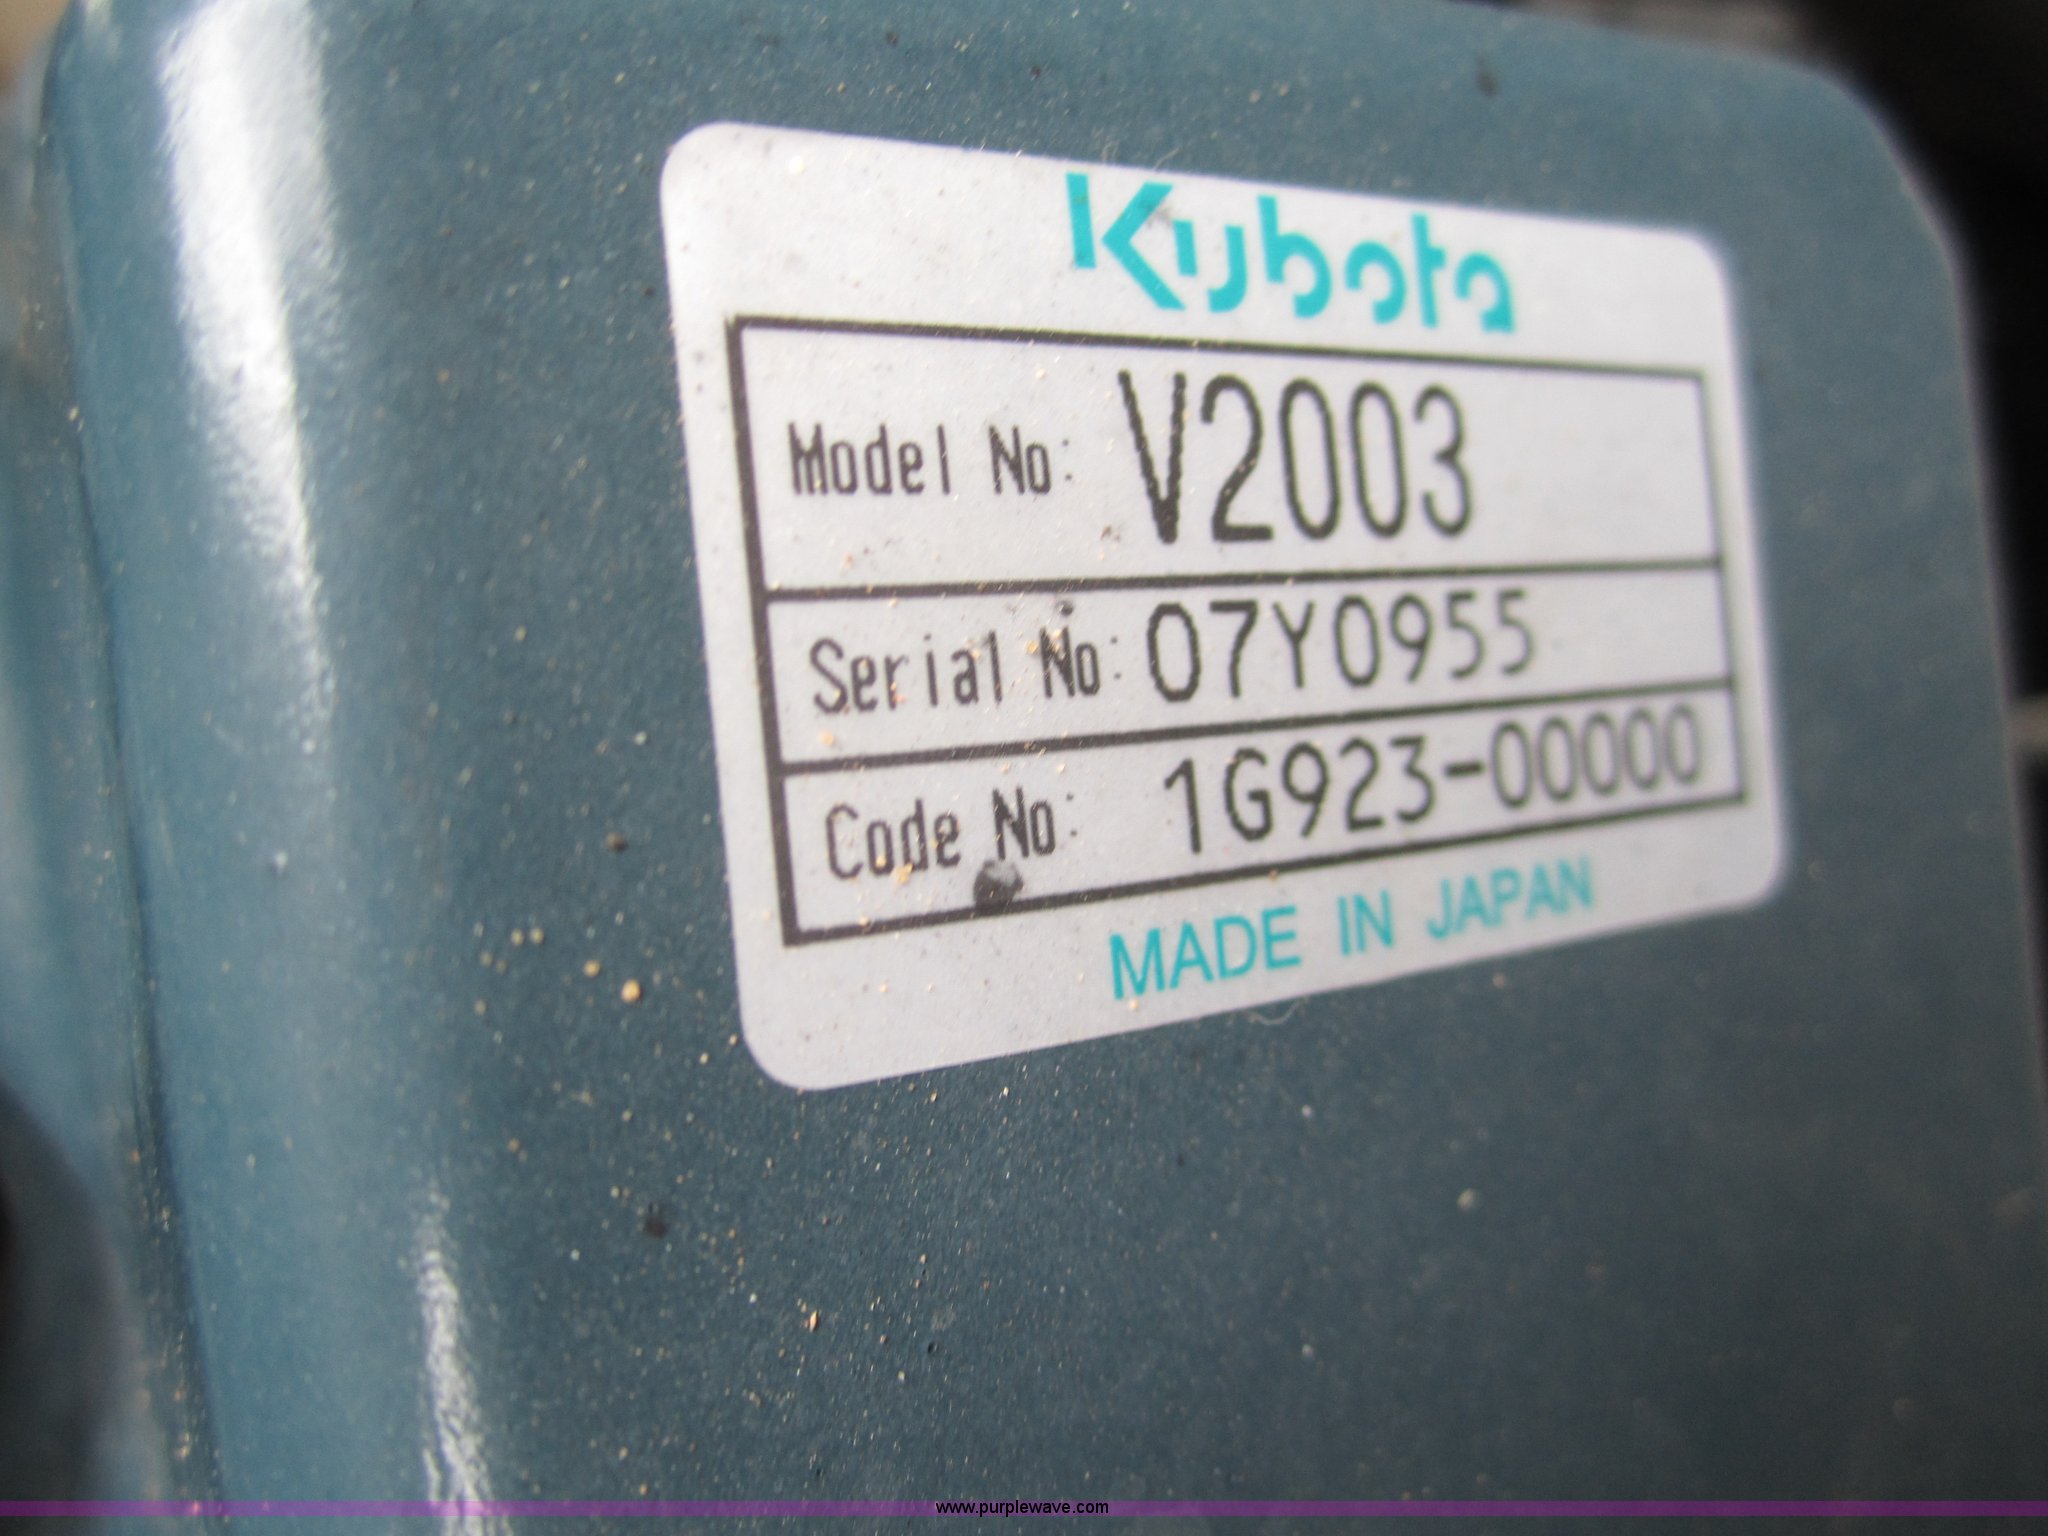 Kubota
Model No: V2003
Serial No: 07Y0955
Code No: 1G923-00000
MADE IN JAPAN
www.purplewave.com